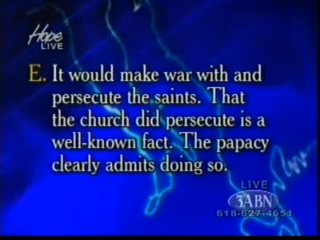 Hope
LIVE
E. It would make war with and
persecute the saints. That
the church did persecute is a
well-known fact. The papacy
clearly admits doing so.
LIVE
3ABN
618-627-4651